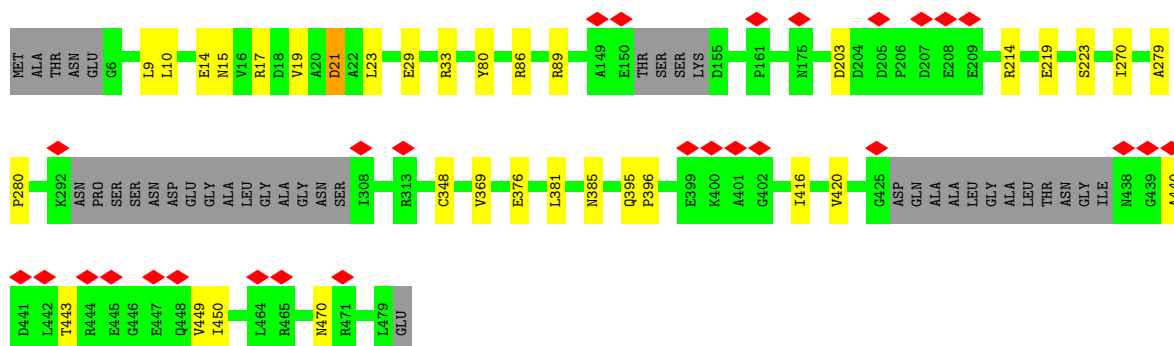 MET ALA THR ASN GLU G6 L9 L10 E14 N15 V16 R17 D18 V19 A20 D21 A22 L23 E29 R33 Y80 R86 R89 A149 E150 THR SER SER LYS D155 P161 N175 D203 D204 D205 P206 D207 E208 E209 R214 E219 S223 I270 A279
P280 K292 ASN PRO SER SER ASN ASP GLU GLY ALA LEU GLY ALA GLY ASN SER I308 R313 C348 V369 E376 L381 N385 Q395 P396 E399 K400 A401 G402 I416 V420 G425 ASP GLN ALA ALA LEU GLY ALA LEU THR ASN GLY ILE N438 G439 A440
D441 L442 T443 R444 E445 G446 E447 Q448 V449 I450 L464 R465 N470 R471 L479 GLU